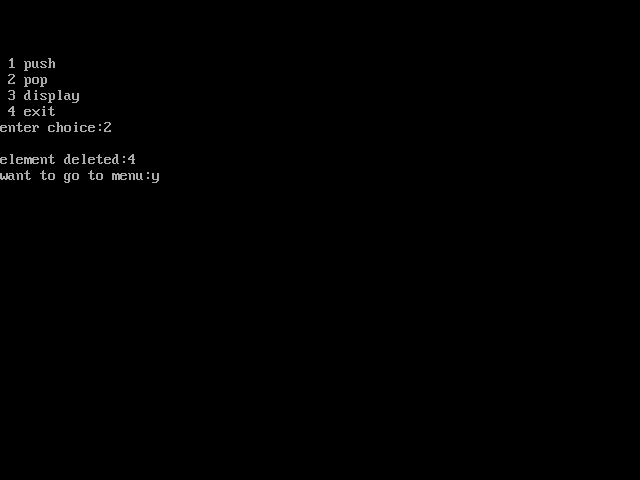 1 push
2 pop
3 display
4 exit
enter choice:2
element deleted:4
want to go to menu:y